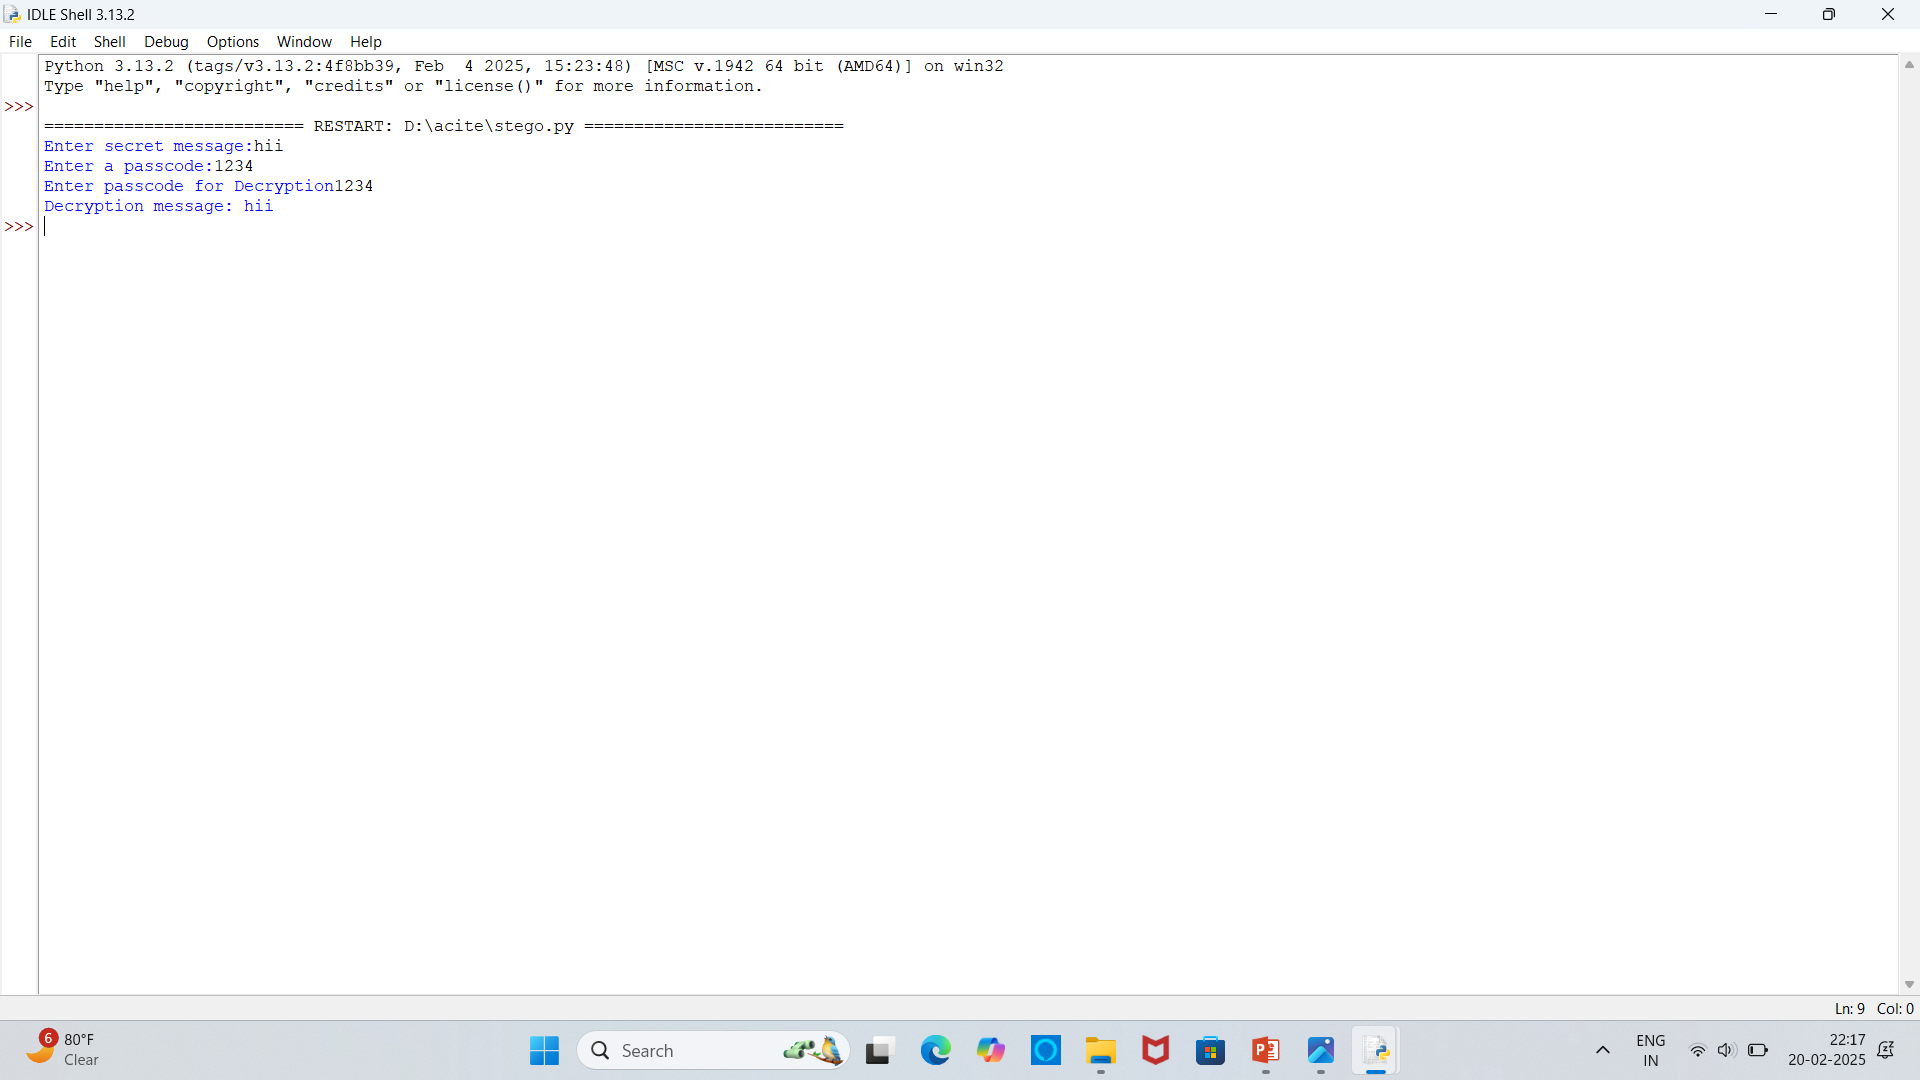 IDLE Shell 3.13.2
File Edit Shell Debug Options Window Help
Python 3.13.2 (tags/v3.13.2:4f8bb39, Feb  4 2025, 15:23:48) [MSC v.1942 64 bit (AMD64)] on win32
Type "help", "copyright", "credits" or "license()" for more information.
>>>
========================== RESTART: D:\acite\stego.py ==========================
Enter secret message:hii
Enter a passcode:1234
Enter passcode for Decryption1234
Decryption message: hii
>>>
Ln: 9 Col: 0
6 80°F
Clear
Search
ENG
IN
22:17
20-02-2025